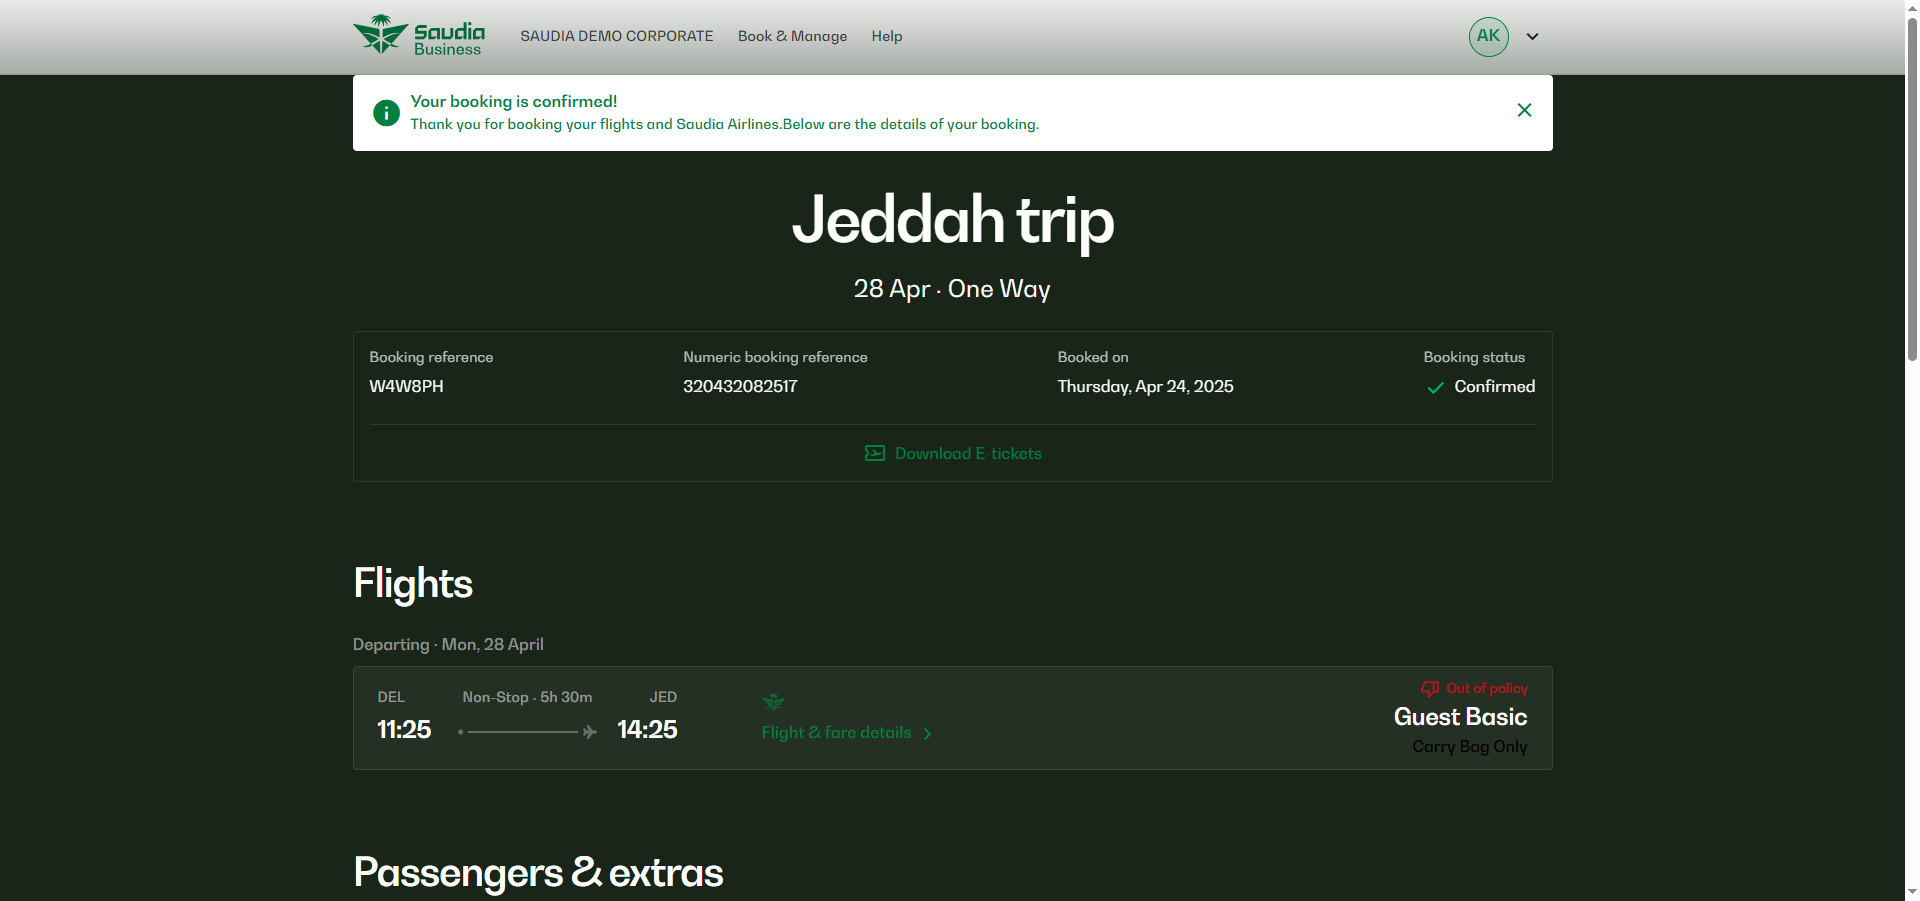 Saudia
Business
SAUDIA DEMO CORPORATE
Book & Manage
Help
AK
Your booking is confirmed!
Thank you for booking your flights and Saudia Airlines.Below are the details of your booking.
Jeddah trip
28 Apr · One Way
Booking reference
W4W8PH
Numeric booking reference
320432082517
Booked on
Thursday, Apr 24, 2025
Booking status
Confirmed
Download E-tickets
Flights
Departing · Mon, 28 April
DEL
Non-Stop · 5h 30m
JED
11:25
14:25
Flight & fare details
Out of policy
Guest Basic
Carry Bag Only
Passengers & extras